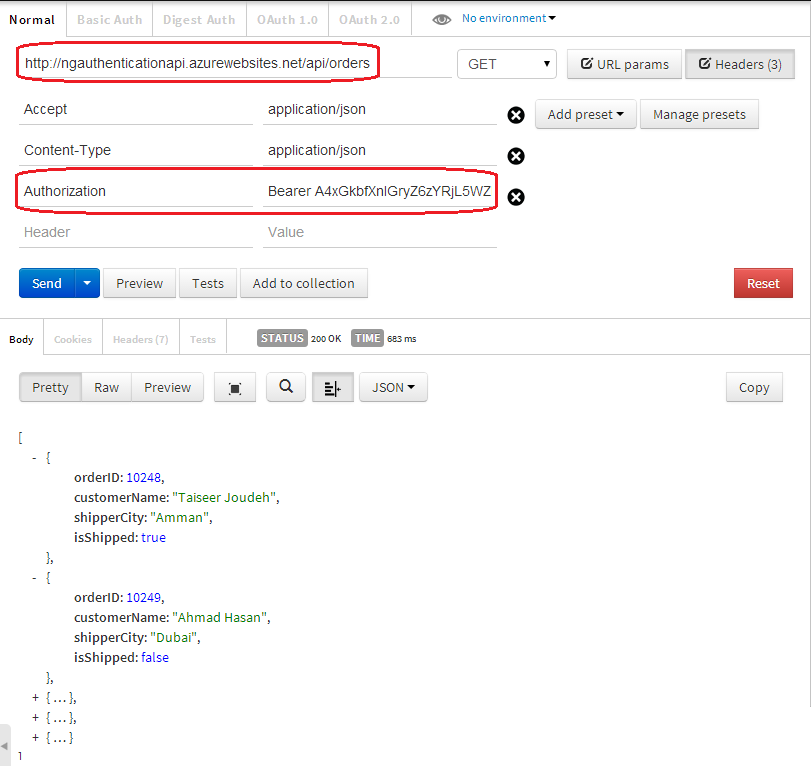 Normal Basic Auth Digest Auth OAuth 1.0 OAuth 2.0 No environment
http://ngauthenticationapi.azurewebsites.net/api/orders GET URL params Headers (3)
Accept application/json Add preset Manage presets
Content-Type application/json
Authorization Bearer A4xGkbfXnlGryZ6zYRjL5WZ
Header Value
Send Preview Tests Add to collection Reset
Body Cookies Headers (7) Tests STATUS 200 OK TIME 683 ms
Pretty Raw Preview JSON Copy
[
- {
orderID: 10248,
customerName: "Taiseer Joudeh",
shipperCity: "Amman",
isShipped: true
},
- {
orderID: 10249,
customerName: "Ahmad Hasan",
shipperCity: "Dubai",
isShipped: false
},
+ {...},
+ {...},
+ {...}
]